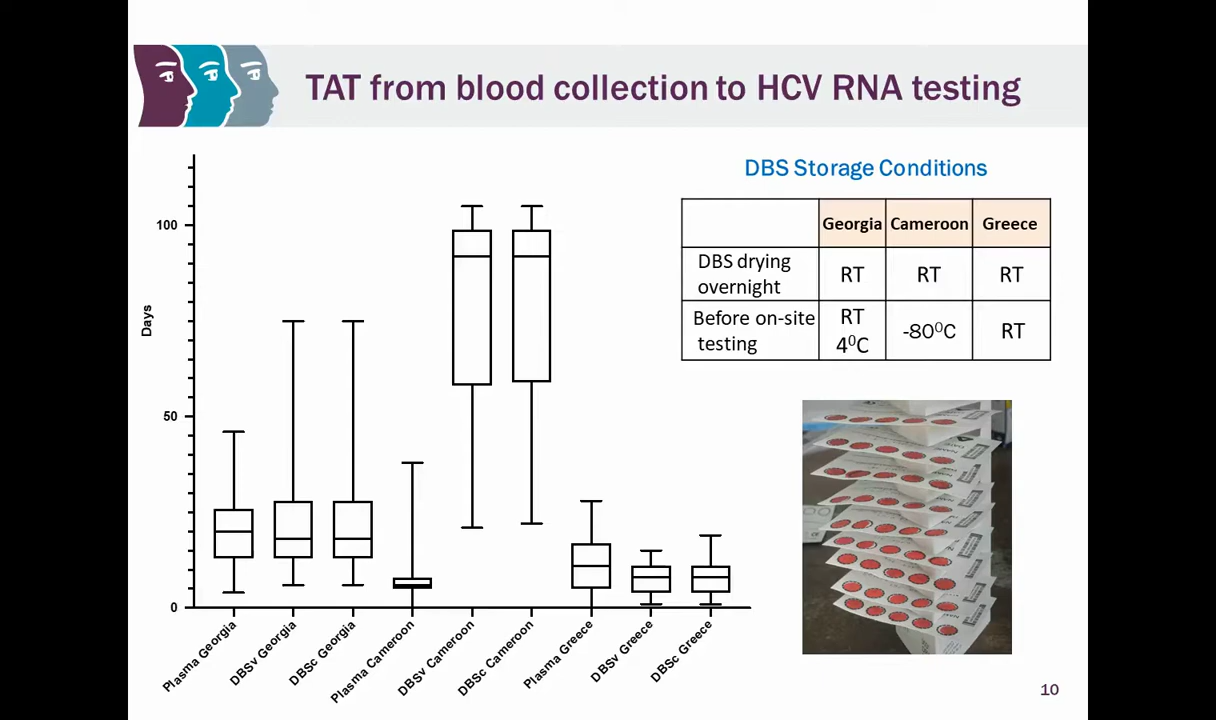 TAT from blood collection to HCV RNA testing
100
50
0
Days
Plasma Georgia
DBSv Georgia
DBSc Georgia
Plasma Cameroon
DBSv Cameroon
DBSc Cameroon
Plasma Greece
DBSv Greece
DBSc Greece
DBS Storage Conditions
Georgia Cameroon Greece
DBS drying
overnight
RT RT RT
Before on-site
testing
RT
4⁰C
-80⁰C RT
10